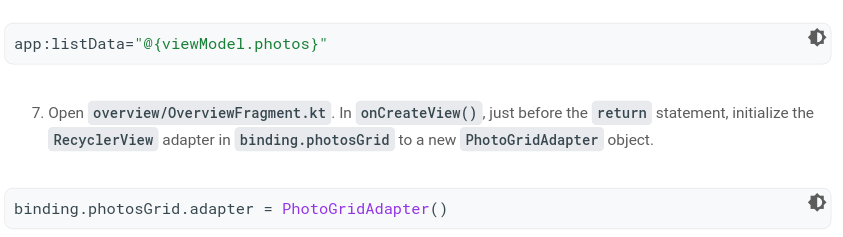 app:listData="@{viewModel.photos}"
7. Open overview/OverviewFragment.kt. In onCreateView(), just before the return statement, initialize the
RecyclerView adapter in binding.photosGrid to a new PhotoGridAdapter object.
binding.photosGrid.adapter = PhotoGridAdapter()